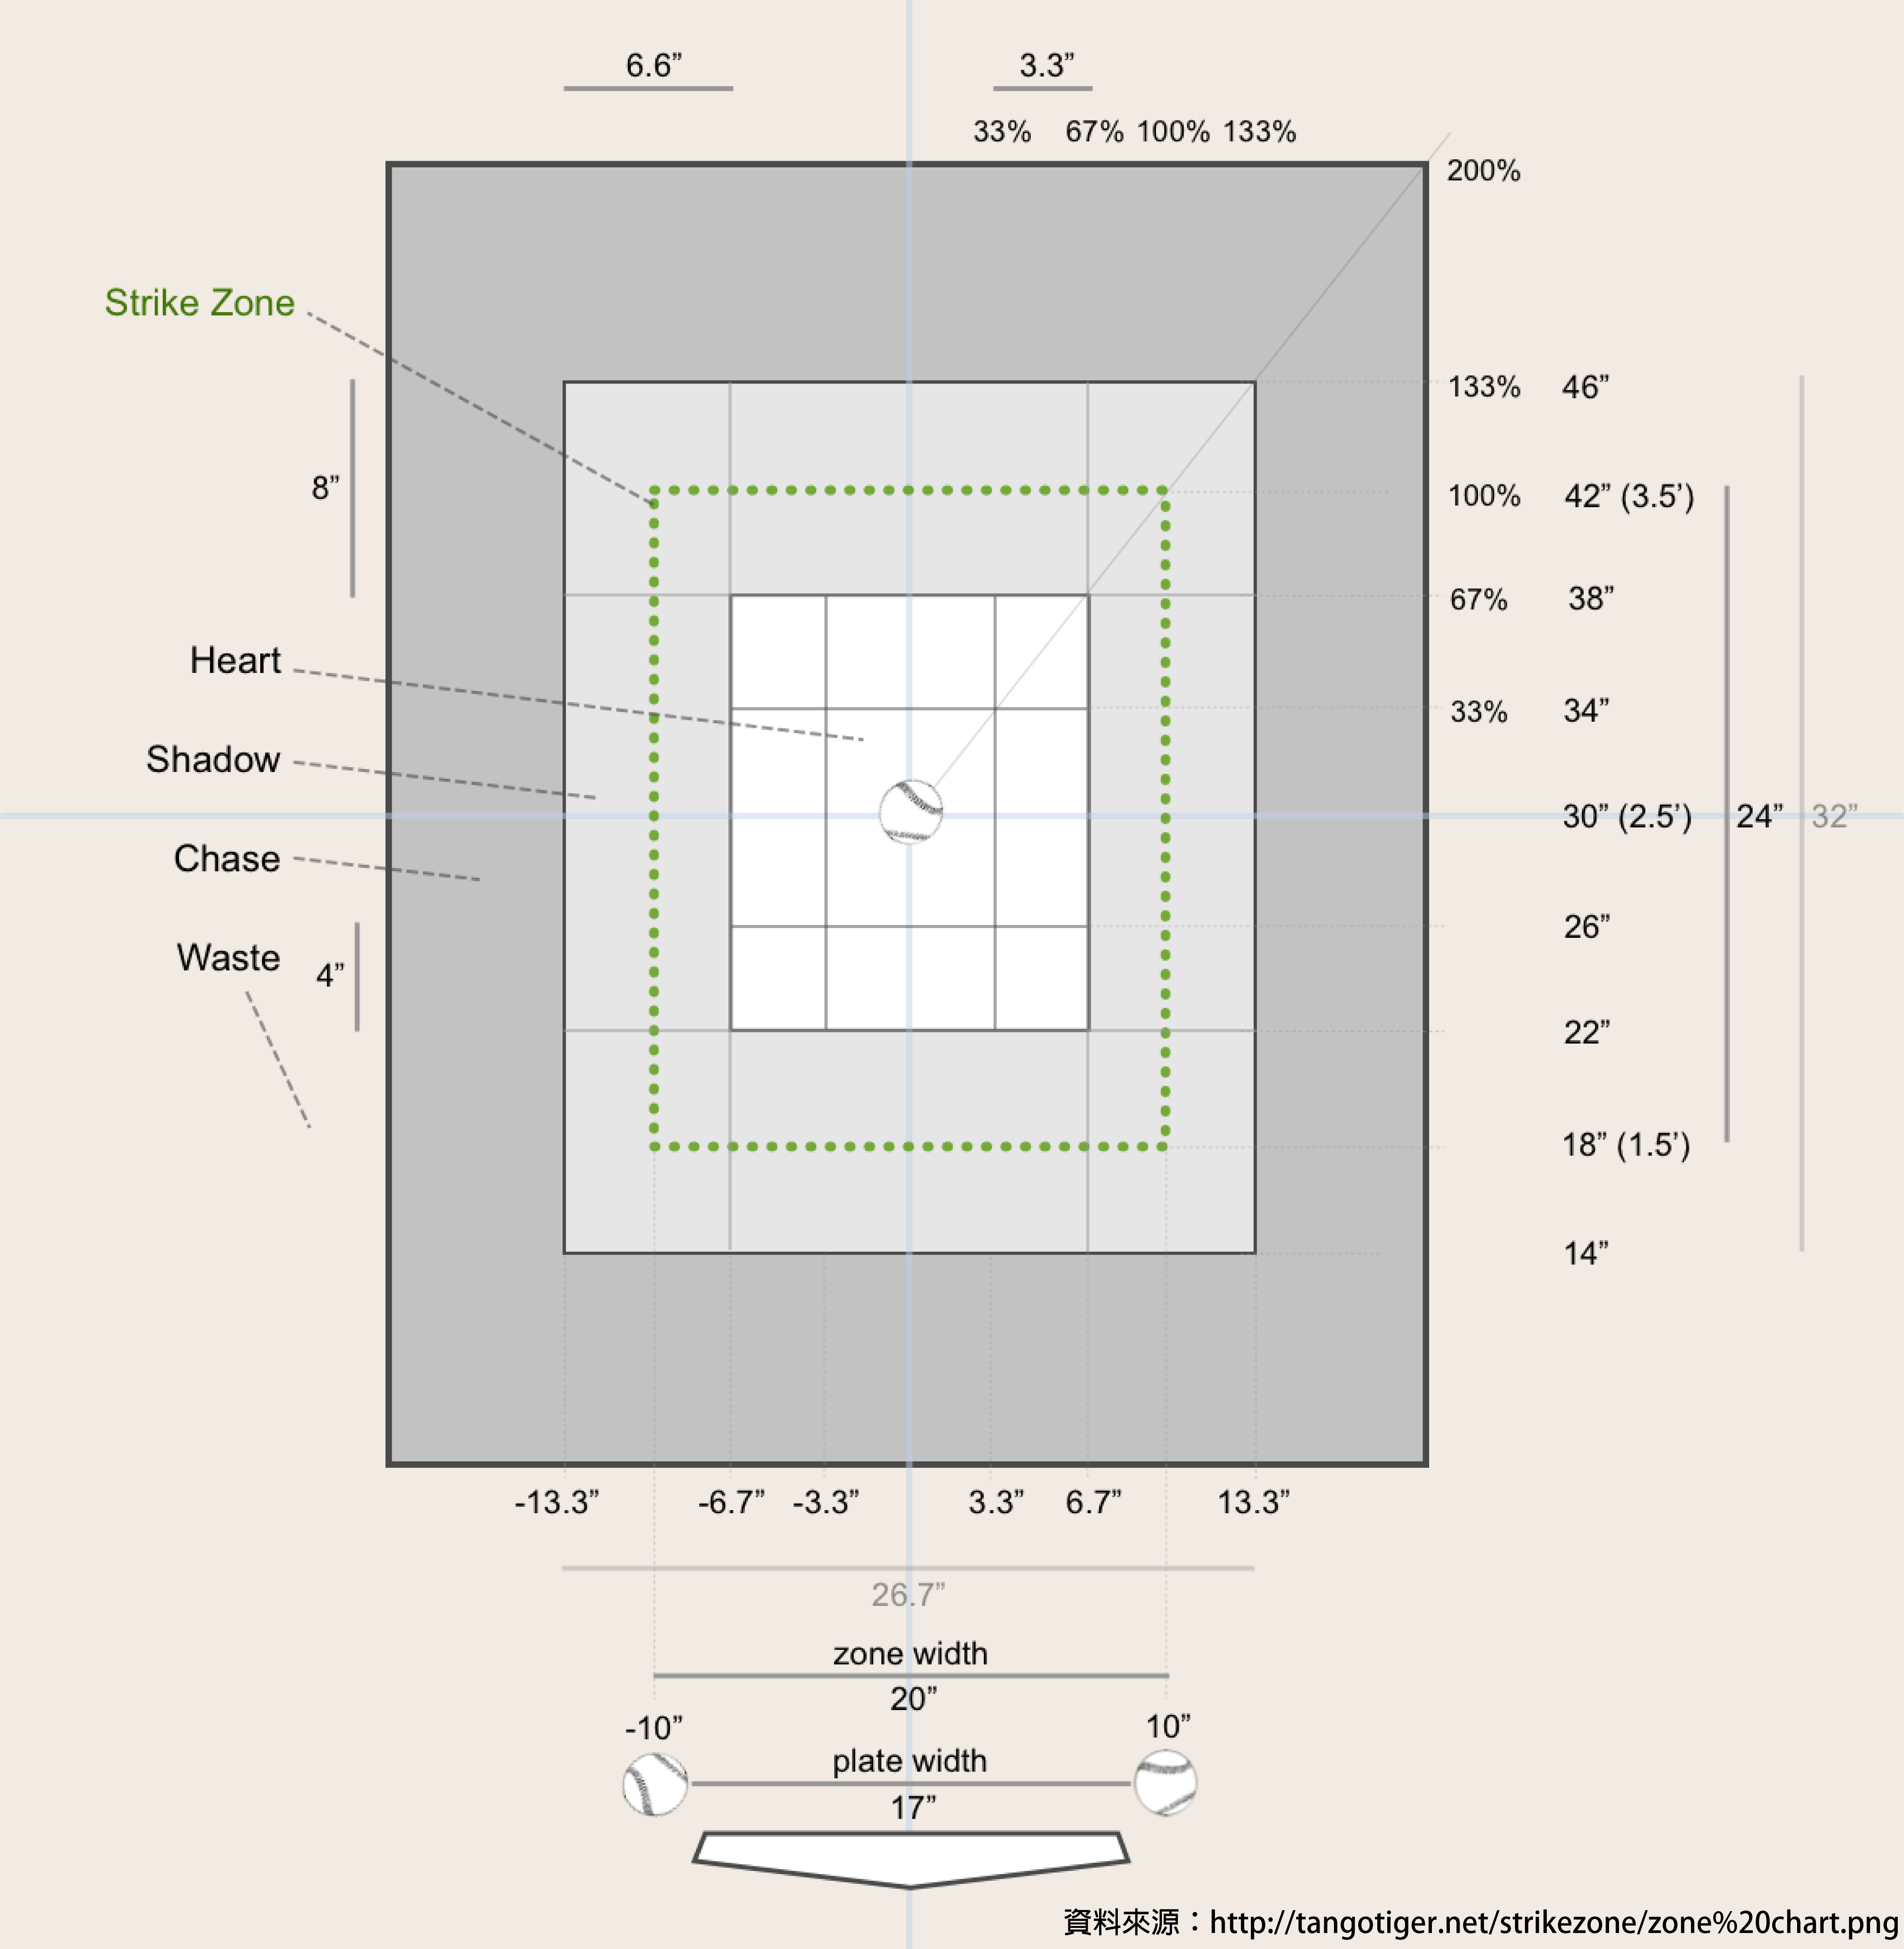 6.6” 3.3”
33% 67% 100% 133%
200%
Strike Zone
133% 46”
8”
100% 42” (3.5’)
67% 38”
Heart
33% 34”
Shadow
30” (2.5’) 24” 32”
Chase
26”
Waste 4”
22”
18” (1.5’)
14”
-13.3” -6.7” -3.3” 3.3” 6.7” 13.3”
26.7”
zone width
20”
-10” 10”
plate width
17”
資料來源：http://tangotiger.net/strikezone/zone%20chart.png